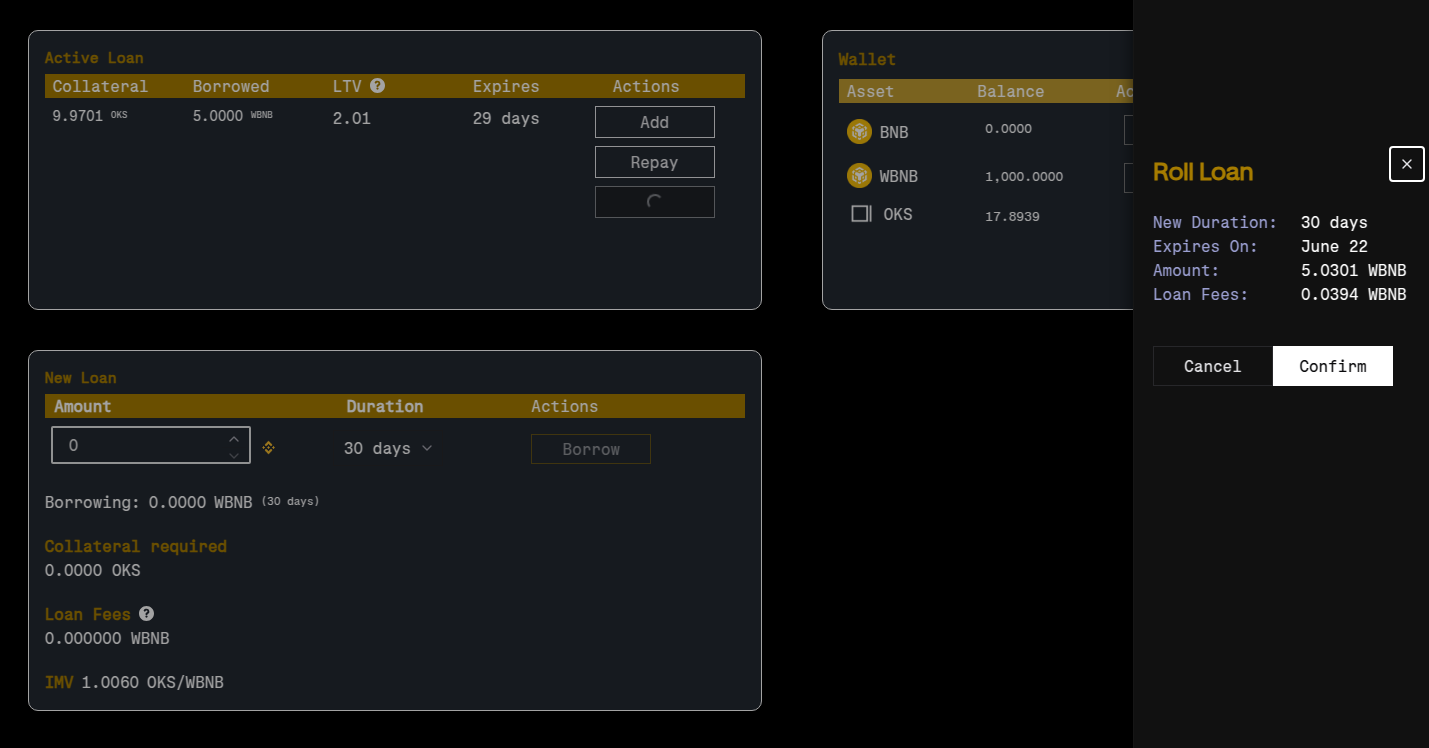 Active Loan
Collateral Borrowed LTV ? Expires Actions
9.9701 OKS 5.0000 WBNB 2.01 29 days Add
Repay
Wallet
Asset Balance Ac
BNB 0.0000
WBNB 1,000.0000
OKS 17.8939
New Loan
Amount Duration Actions
0 30 days Borrow
Borrowing: 0.0000 WBNB (30 days)
Collateral required
0.0000 OKS
Loan Fees ?
0.000000 WBNB
IMV 1.0060 OKS/WBNB
Roll Loan
New Duration: 30 days
Expires On: June 22
Amount: 5.0301 WBNB
Loan Fees: 0.0394 WBNB
Cancel Confirm